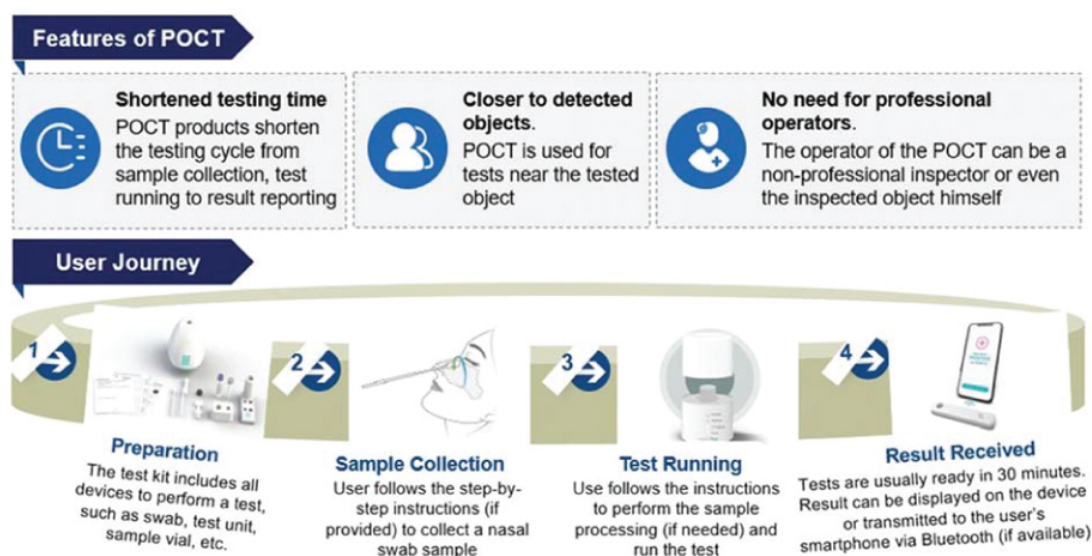 Features of POCT
Shortened testing time
POCT products shorten
the testing cycle from
sample collection, test
running to result reporting
Closer to detected
objects.
POCT is used for
tests near the tested
object
No need for professional
operators.
The operator of the POCT can be a
non-professional inspector or even
the inspected object himself
User Journey
1
Preparation
The test kit includes all
devices to perform a test,
such as swab, test unit,
sample vial, etc.
2
Sample Collection
User follows the step-by-
step instructions (if
provided) to collect a nasal
swab sample
3
Test Running
Use follows the instructions
to perform the sample
processing (if needed) and
run the test
4
Result Received
Tests are usually ready in 30 minutes.
Result can be displayed on the device
or transmitted to the user's
smartphone via Bluetooth (if available)